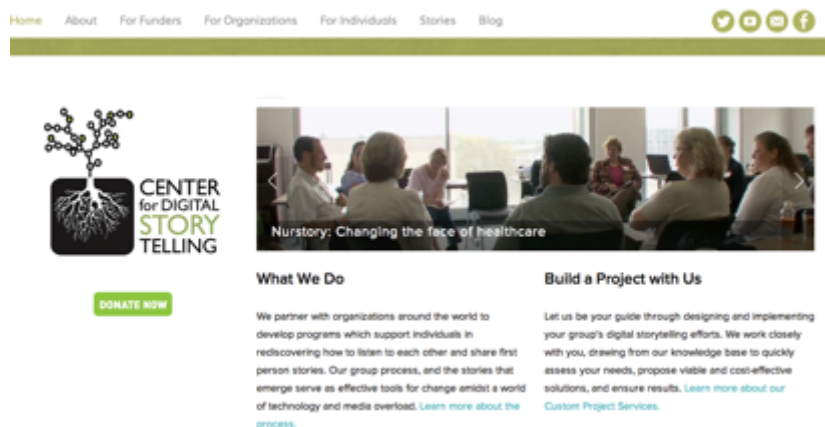 Home About For Funders For Organizations For Individuals Stories Blog
CENTER
for DIGITAL
STORY
TELLING
DONATE NOW
Nurstory: Changing the face of healthcare
What We Do
We partner with organizations around the world to
develop programs which support individuals in
rediscovering how to listen to each other and share first
person stories. Our group process, and the stories that
emerge serve as effective tools for change amidst a world
of technology and media overload. Learn more about the
process.
Build a Project with Us
Let us be your guide through designing and implementing
your group's digital storytelling efforts. We work closely
with you, drawing from our knowledge base to quickly
assess your needs, propose viable and cost-effective
solutions, and ensure results. Learn more about our
Custom Project Services.